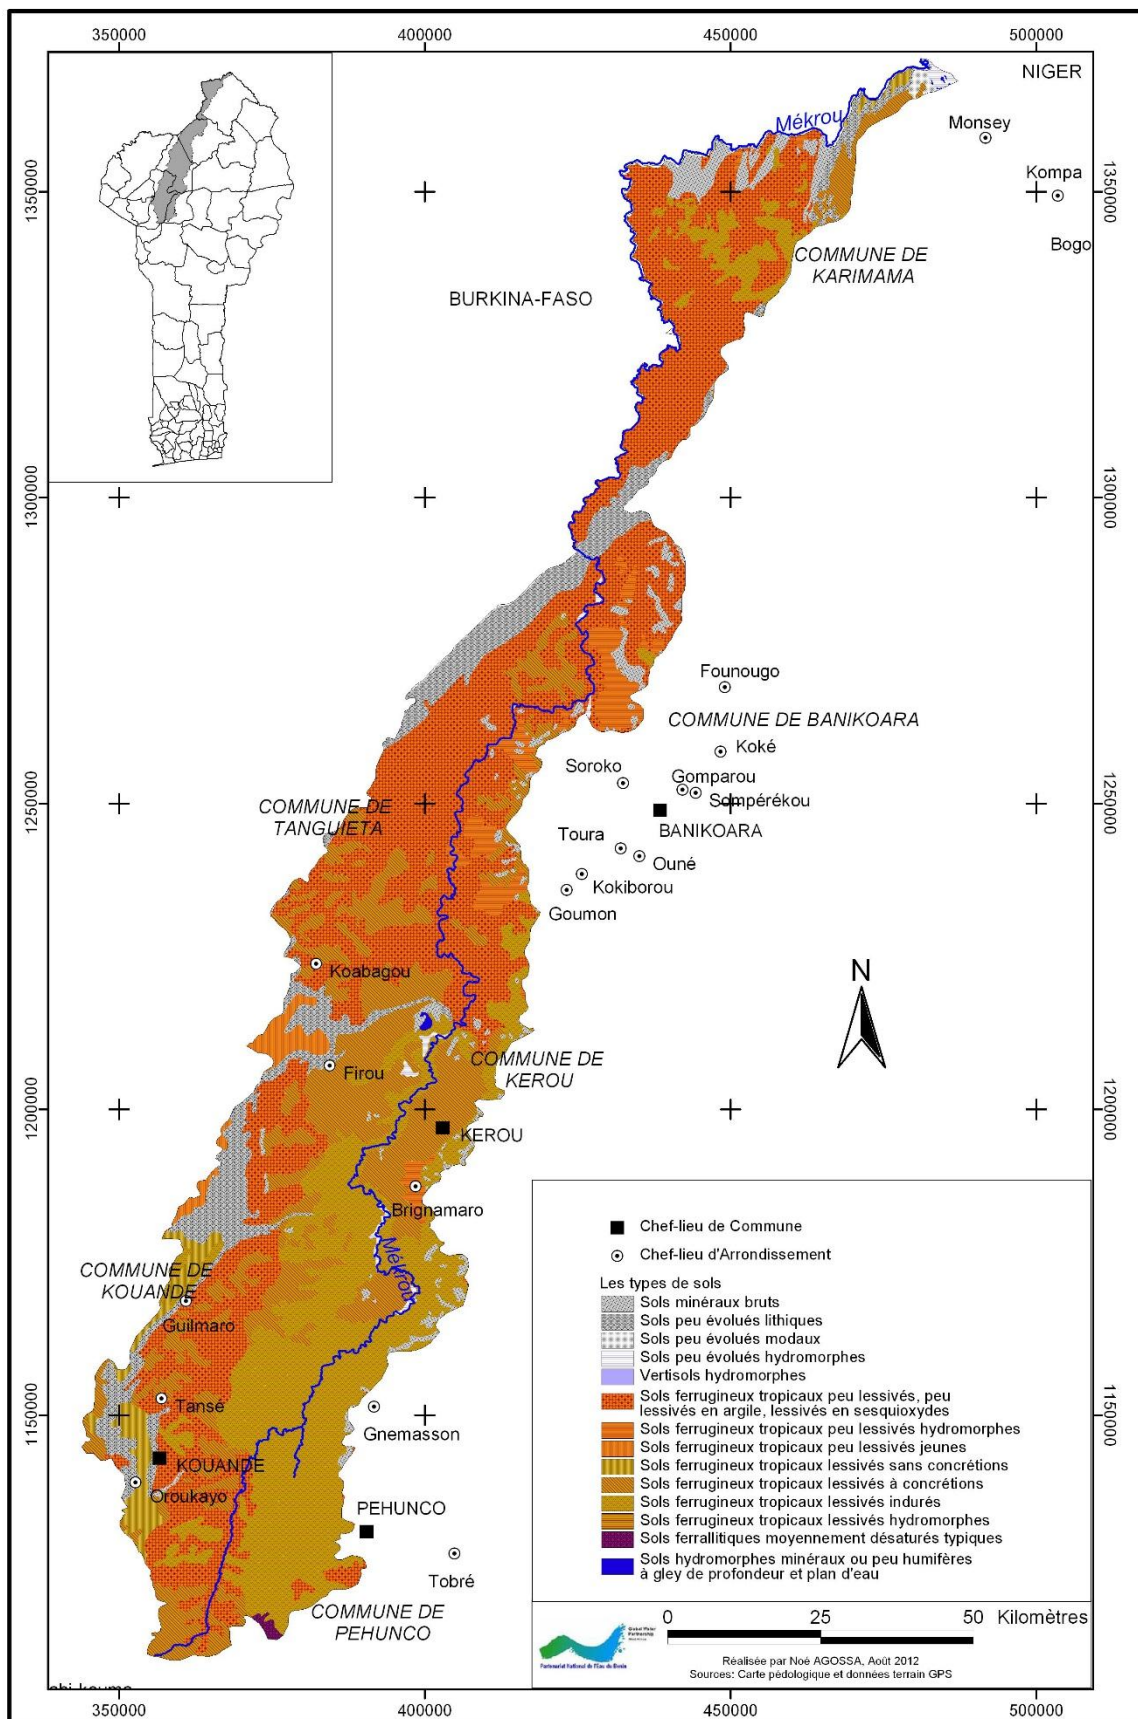 350000
400000
450000
500000
NIGER
Mékrou
Monsey
1350000
1350000
Kompa
Bogo
COMMUNE DE
KARIMAMA
BURKINA-FASO
1300000
1300000
Founougo
COMMUNE DE BANIKOARA
Koké
Soroko
Gomparou
Sompérékou
1250000
1250000
COMMUNE DE
TANGUIETA
BANIKOARA
Toura
Ouné
Kokiborou
Goumon
Koabagou
N
COMMUNE DE
KEROU
Firou
1200000
1200000
KEROU
Brignamaro
Mékrou
COMMUNE DE
KOUANDE
Guilmaro
Tansé
1150000
1150000
Gnemasson
KOUANDE
Oroukayo
PEHUNCO
Tobré
COMMUNE DE
PEHUNCO
Chef-lieu de Commune
Chef-lieu d'Arrondissement
Les types de sols
Sols minéraux bruts
Sols peu évolués lithiques
Sols peu évolués modaux
Sols peu évolués hydromorphes
Vertisols hydromorphes
Sols ferrugineux tropicaux peu lessivés, peu
lessivés en argile, lessivés en sesquioxydes
Sols ferrugineux tropicaux peu lessivés hydromorphes
Sols ferrugineux tropicaux peu lessivés jeunes
Sols ferrugineux tropicaux lessivés sans concrétions
Sols ferrugineux tropicaux lessivés à concrétions
Sols ferrugineux tropicaux lessivés indurés
Sols ferrugineux tropicaux lessivés hydromorphes
Sols ferrallitiques moyennement désaturés typiques
Sols hydromorphes minéraux ou peu humifères
à gley de profondeur et plan d'eau
0 25 50 Kilomètres
Global Water
Partnership
Partenariat National de l'Eau du Bénin
Réalisée par Noé AGOSSA, Août 2012
Sources: Carte pédologique et données terrain GPS
350000
400000
450000
500000